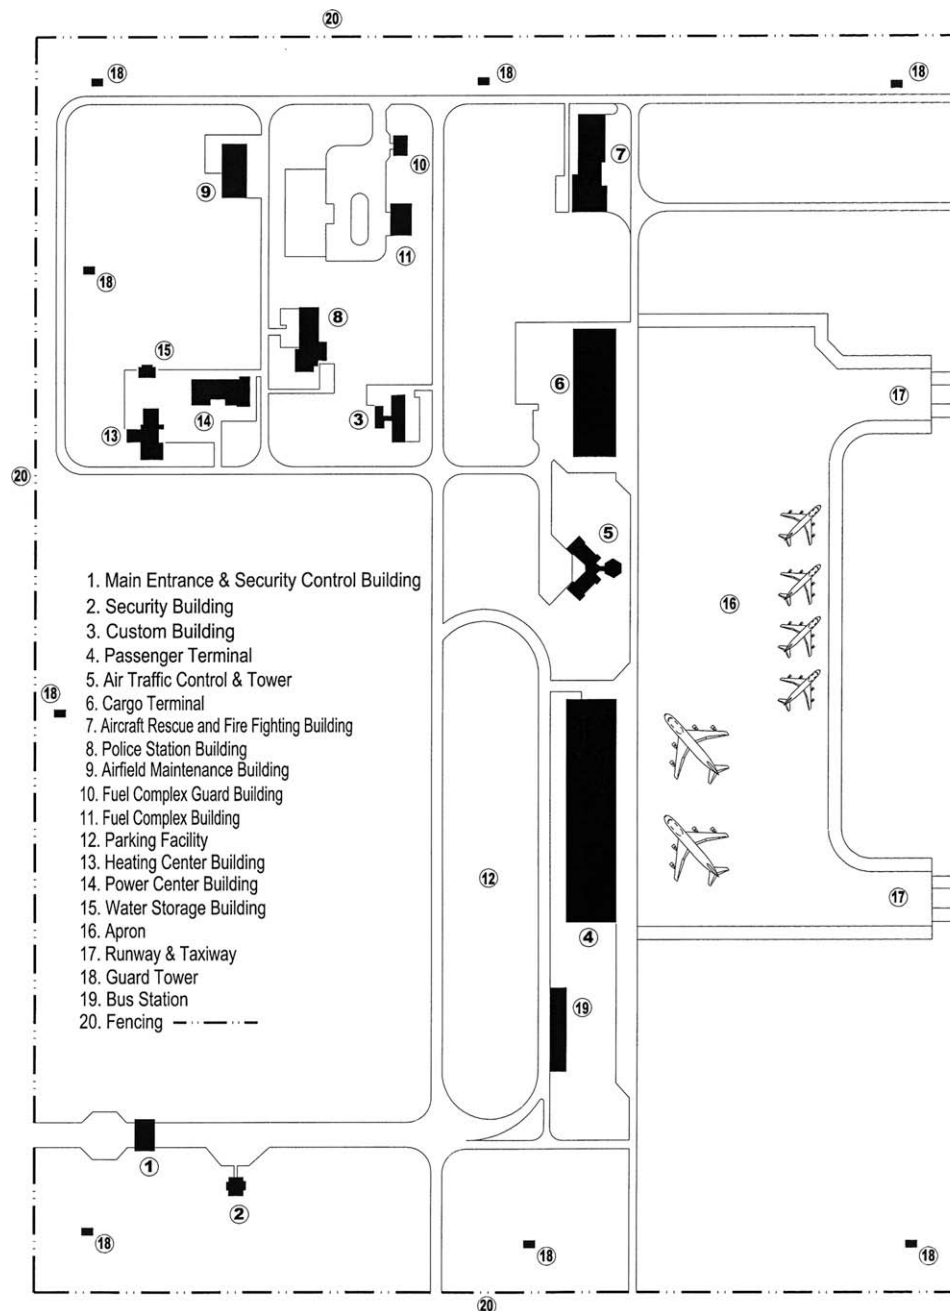 20
18
18
18
7
9
10
11
18
8
15
6
17
14
3
13
20
5
1. Main Entrance & Security Control Building
2. Security Building
3. Custom Building
4. Passenger Terminal
5. Air Traffic Control & Tower
6. Cargo Terminal
7. Aircraft Rescue and Fire Fighting Building
8. Police Station Building
9. Airfield Maintenance Building
10. Fuel Complex Guard Building
11. Fuel Complex Building
12. Parking Facility
13. Heating Center Building
14. Power Center Building
15. Water Storage Building
16. Apron
17. Runway & Taxiway
18. Guard Tower
19. Bus Station
20. Fencing
16
18
12
17
4
19
1
2
18
18
18
20